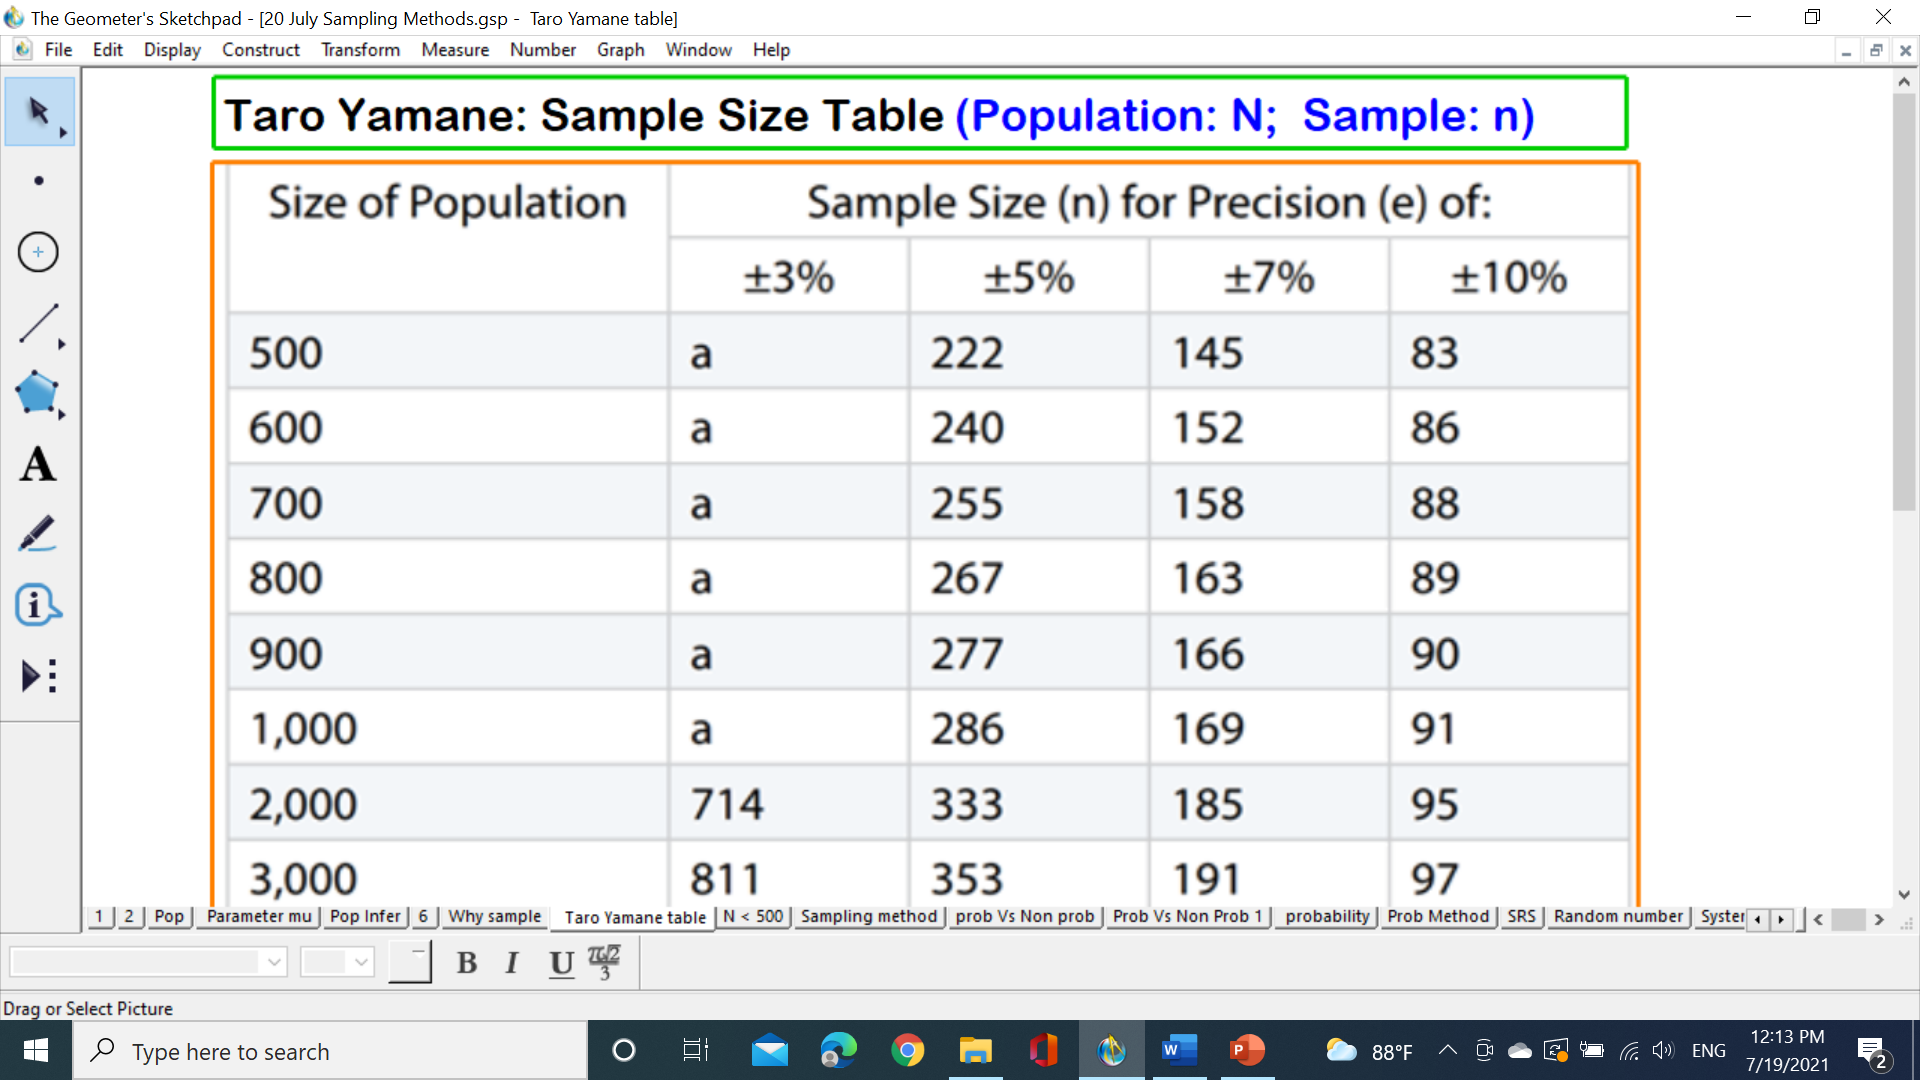 The Geometer's Sketchpad - [20 July Sampling Methods.gsp - Taro Yamane table]
File Edit Display Construct Transform Measure Number Graph Window Help
Taro Yamane: Sample Size Table (Population: N; Sample: n)
Size of Population Sample Size (n) for Precision (e) of:
±3% ±5% ±7% ±10%
500 a 222 145 83
600 a 240 152 86
700 a 255 158 88
800 a 267 163 89
900 a 277 166 90
1,000 a 286 169 91
2,000 714 333 185 95
3,000 811 353 191 97
1 2 Pop Parameter mu Pop Infer 6 Why sample Taro Yamane table N < 500 Sampling method prob Vs Non prob Prob Vs Non Prob 1 probability Prob Method SRS Random number Syster
B I U
Drag or Select Picture
Type here to search 88°F ENG 12:13 PM
7/19/2021 2